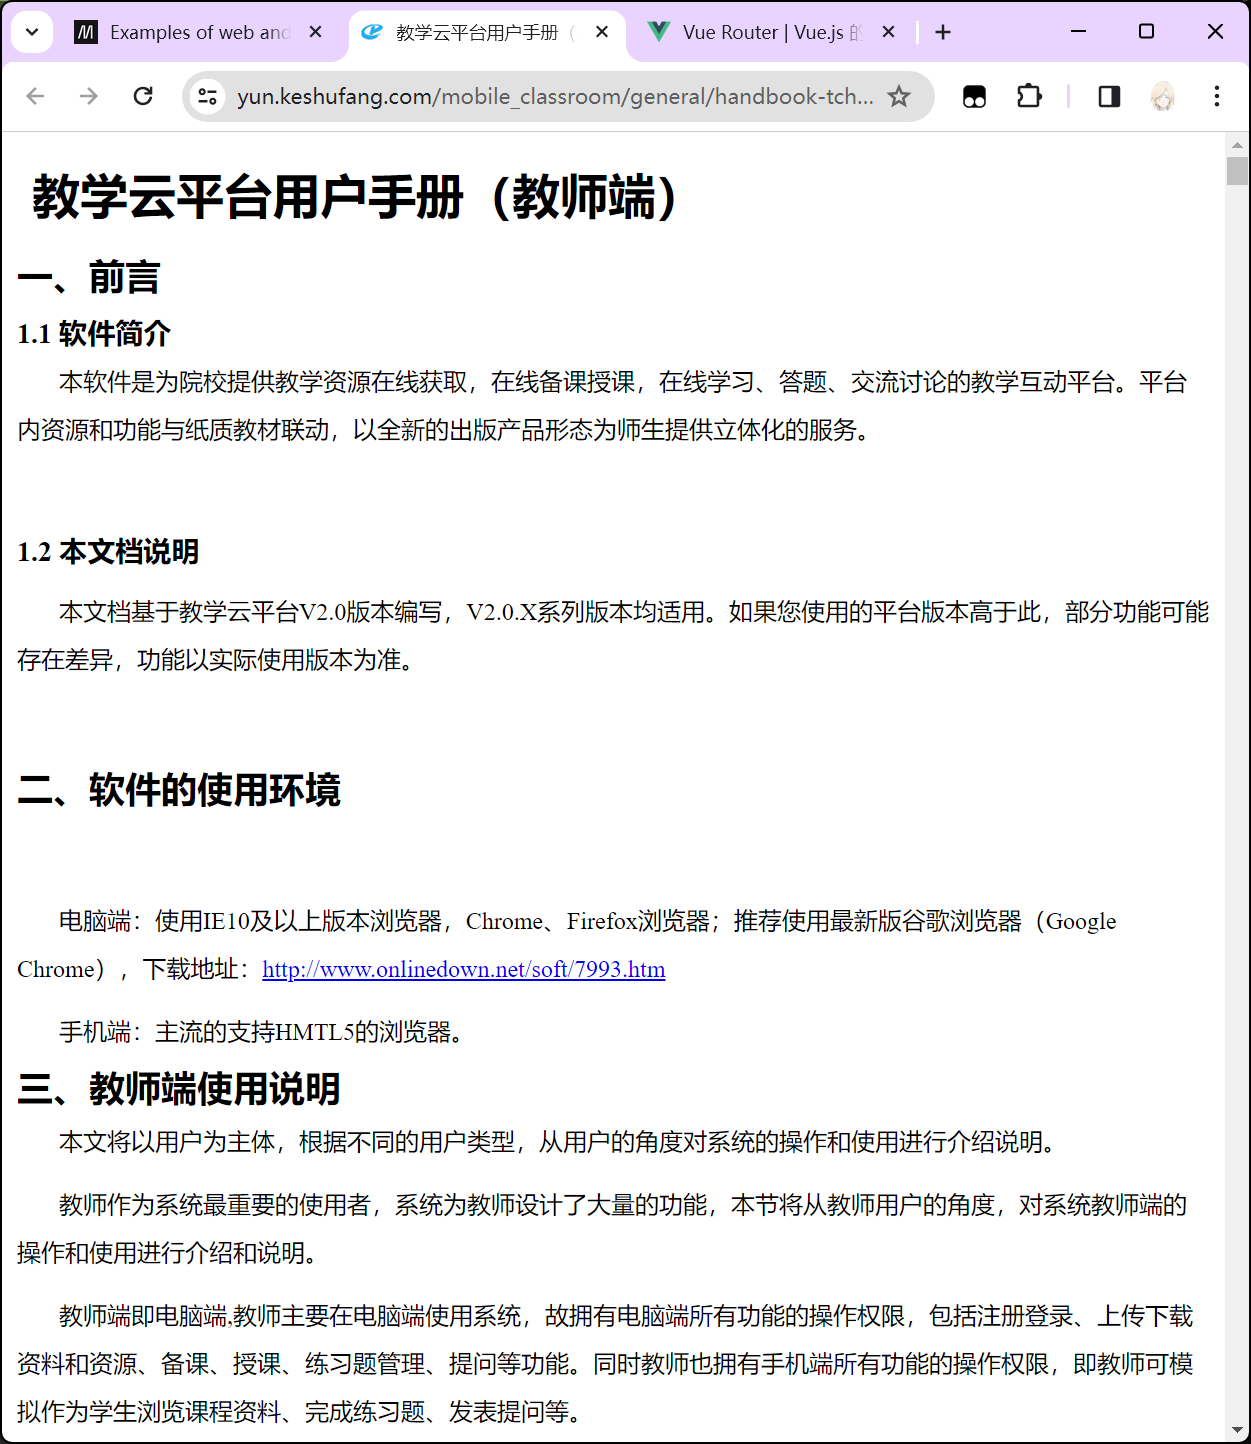 Examples of web and
教学云平台用户手册（
Vue Router | Vue.js 的
yun.keshufang.com/mobile_classroom/general/handbook-tch...
教学云平台用户手册（教师端）
一、前言
1.1 软件简介
本软件是为院校提供教学资源在线获取，在线备课授课，在线学习、答题、交流讨论的教学互动平台。平台
内资源和功能与纸质教材联动，以全新的出版产品形态为师生提供立体化的服务。
1.2 本文档说明
本文档基于教学云平台V2.0版本编写，V2.0.X系列版本均适用。如果您使用的平台版本高于此，部分功能可能
存在差异，功能以实际使用版本为准。
二、软件的使用环境
电脑端：使用IE10及以上版本浏览器，Chrome、Firefox浏览器；推荐使用最新版谷歌浏览器（Google
Chrome），下载地址：http://www.onlinedown.net/soft/7993.htm
手机端：主流的支持HMTL5的浏览器。
三、教师端使用说明
本文将以用户为主体，根据不同的用户类型，从用户的角度对系统的操作和使用进行介绍说明。
教师作为系统最重要的使用者，系统为教师设计了大量的功能，本节将从教师用户的角度，对系统教师端的
操作和使用进行介绍和说明。
教师端即电脑端,教师主要在电脑端使用系统，故拥有电脑端所有功能的操作权限，包括注册登录、上传下载
资料和资源、备课、授课、练习题管理、提问等功能。同时教师也拥有手机端所有功能的操作权限，即教师可模
拟作为学生浏览课程资料、完成练习题、发表提问等。